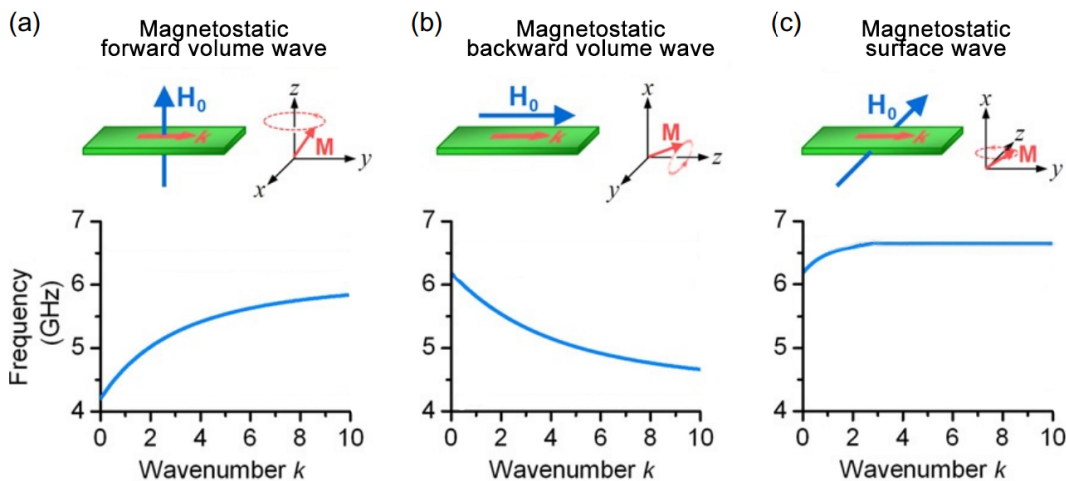 (a)
Magnetostatic
forward volume wave
H0
k
z
M
y
x
7
6
5
4
Frequency
(GHz)
0 2 4 6 8 10
Wavenumber k
(b)
Magnetostatic
backward volume wave
H0
k
x
M
z
y
7
6
5
4
0 2 4 6 8 10
Wavenumber k
(c)
Magnetostatic
surface wave
H0
k
x
z
M
y
7
6
5
4
0 2 4 6 8 10
Wavenumber k